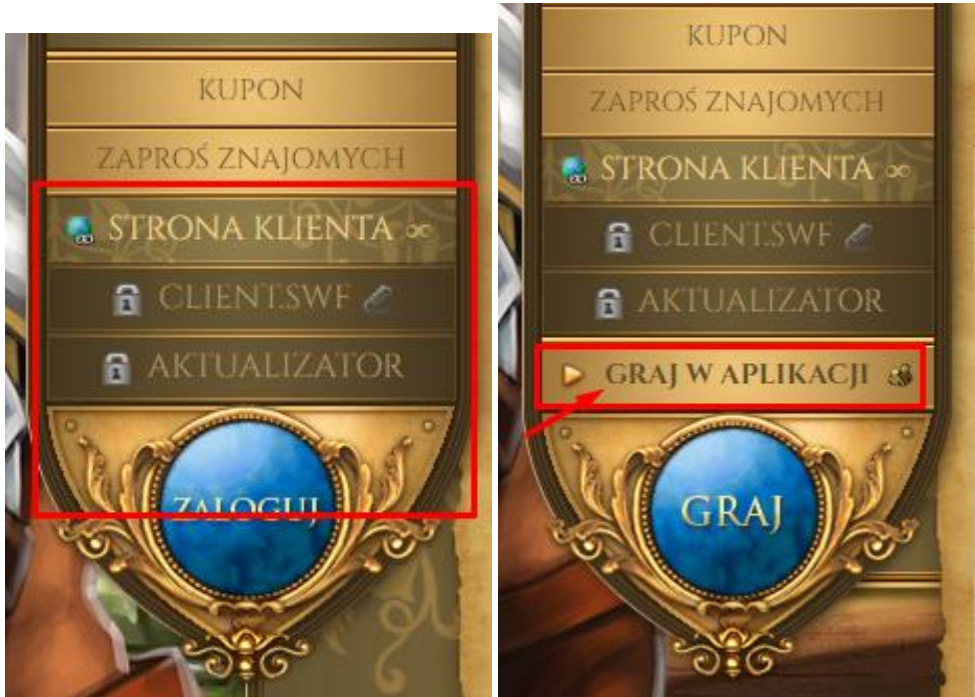 KUPON
ZAPROŚ ZNAJOMYCH
STRONA KLIENTA
CLIENT.SWF
AKTUALIZATOR
ZALOGUJ
KUPON
ZAPROŚ ZNAJOMYCH
STRONA KLIENTA
CLIENT.SWF
AKTUALIZATOR
GRAJ W APLIKACJI
GRAJ